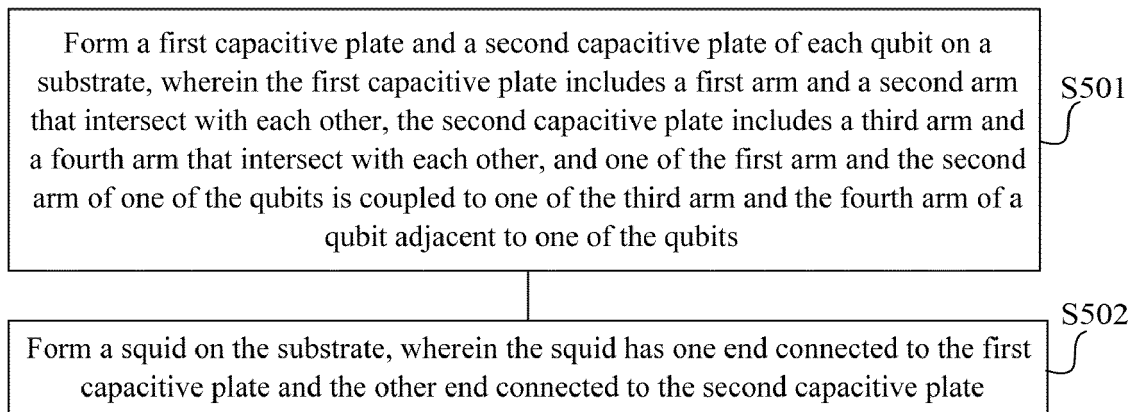 Form a first capacitive plate and a second capacitive plate of each qubit on a
substrate, wherein the first capacitive plate includes a first arm and a second arm
that intersect with each other, the second capacitive plate includes a third arm and
a fourth arm that intersect with each other, and one of the first arm and the second
arm of one of the qubits is coupled to one of the third arm and the fourth arm of a
qubit adjacent to one of the qubits
S501
Form a squid on the substrate, wherein the squid has one end connected to the first
capacitive plate and the other end connected to the second capacitive plate
S502